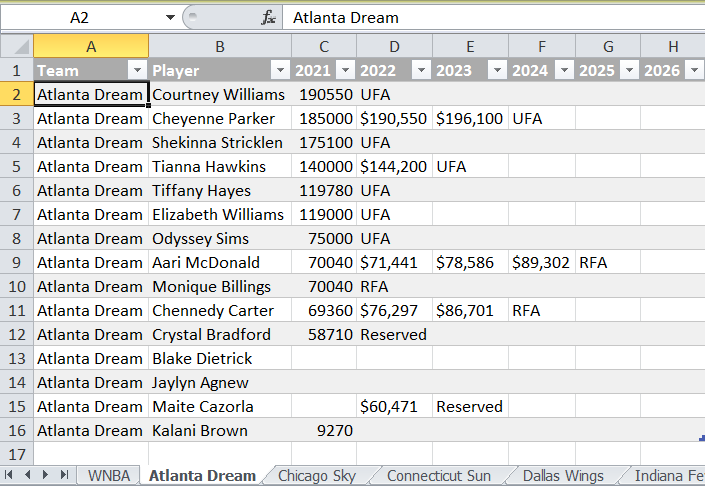 A2 fx Atlanta Dream
A B C D E F G H
1 Team Player 2021 2022 2023 2024 2025 2026
2 Atlanta Dream Courtney Williams 190550 UFA
3 Atlanta Dream Cheyenne Parker 185000 $190,550 $196,100 UFA
4 Atlanta Dream Shekinna Stricklen 175100 UFA
5 Atlanta Dream Tianna Hawkins 140000 $144,200 UFA
6 Atlanta Dream Tiffany Hayes 119780 UFA
7 Atlanta Dream Elizabeth Williams 119000 UFA
8 Atlanta Dream Odyssey Sims 75000 UFA
9 Atlanta Dream Aari McDonald 70040 $71,441 $78,586 $89,302 RFA
10 Atlanta Dream Monique Billings 70040 RFA
11 Atlanta Dream Chennedy Carter 69360 $76,297 $86,701 RFA
12 Atlanta Dream Crystal Bradford 58710 Reserved
13 Atlanta Dream Blake Dietrick
14 Atlanta Dream Jaylyn Agnew
15 Atlanta Dream Maite Cazorla $60,471 Reserved
16 Atlanta Dream Kalani Brown 9270
17
WNBA Atlanta Dream Chicago Sky Connecticut Sun Dallas Wings Indiana Fe